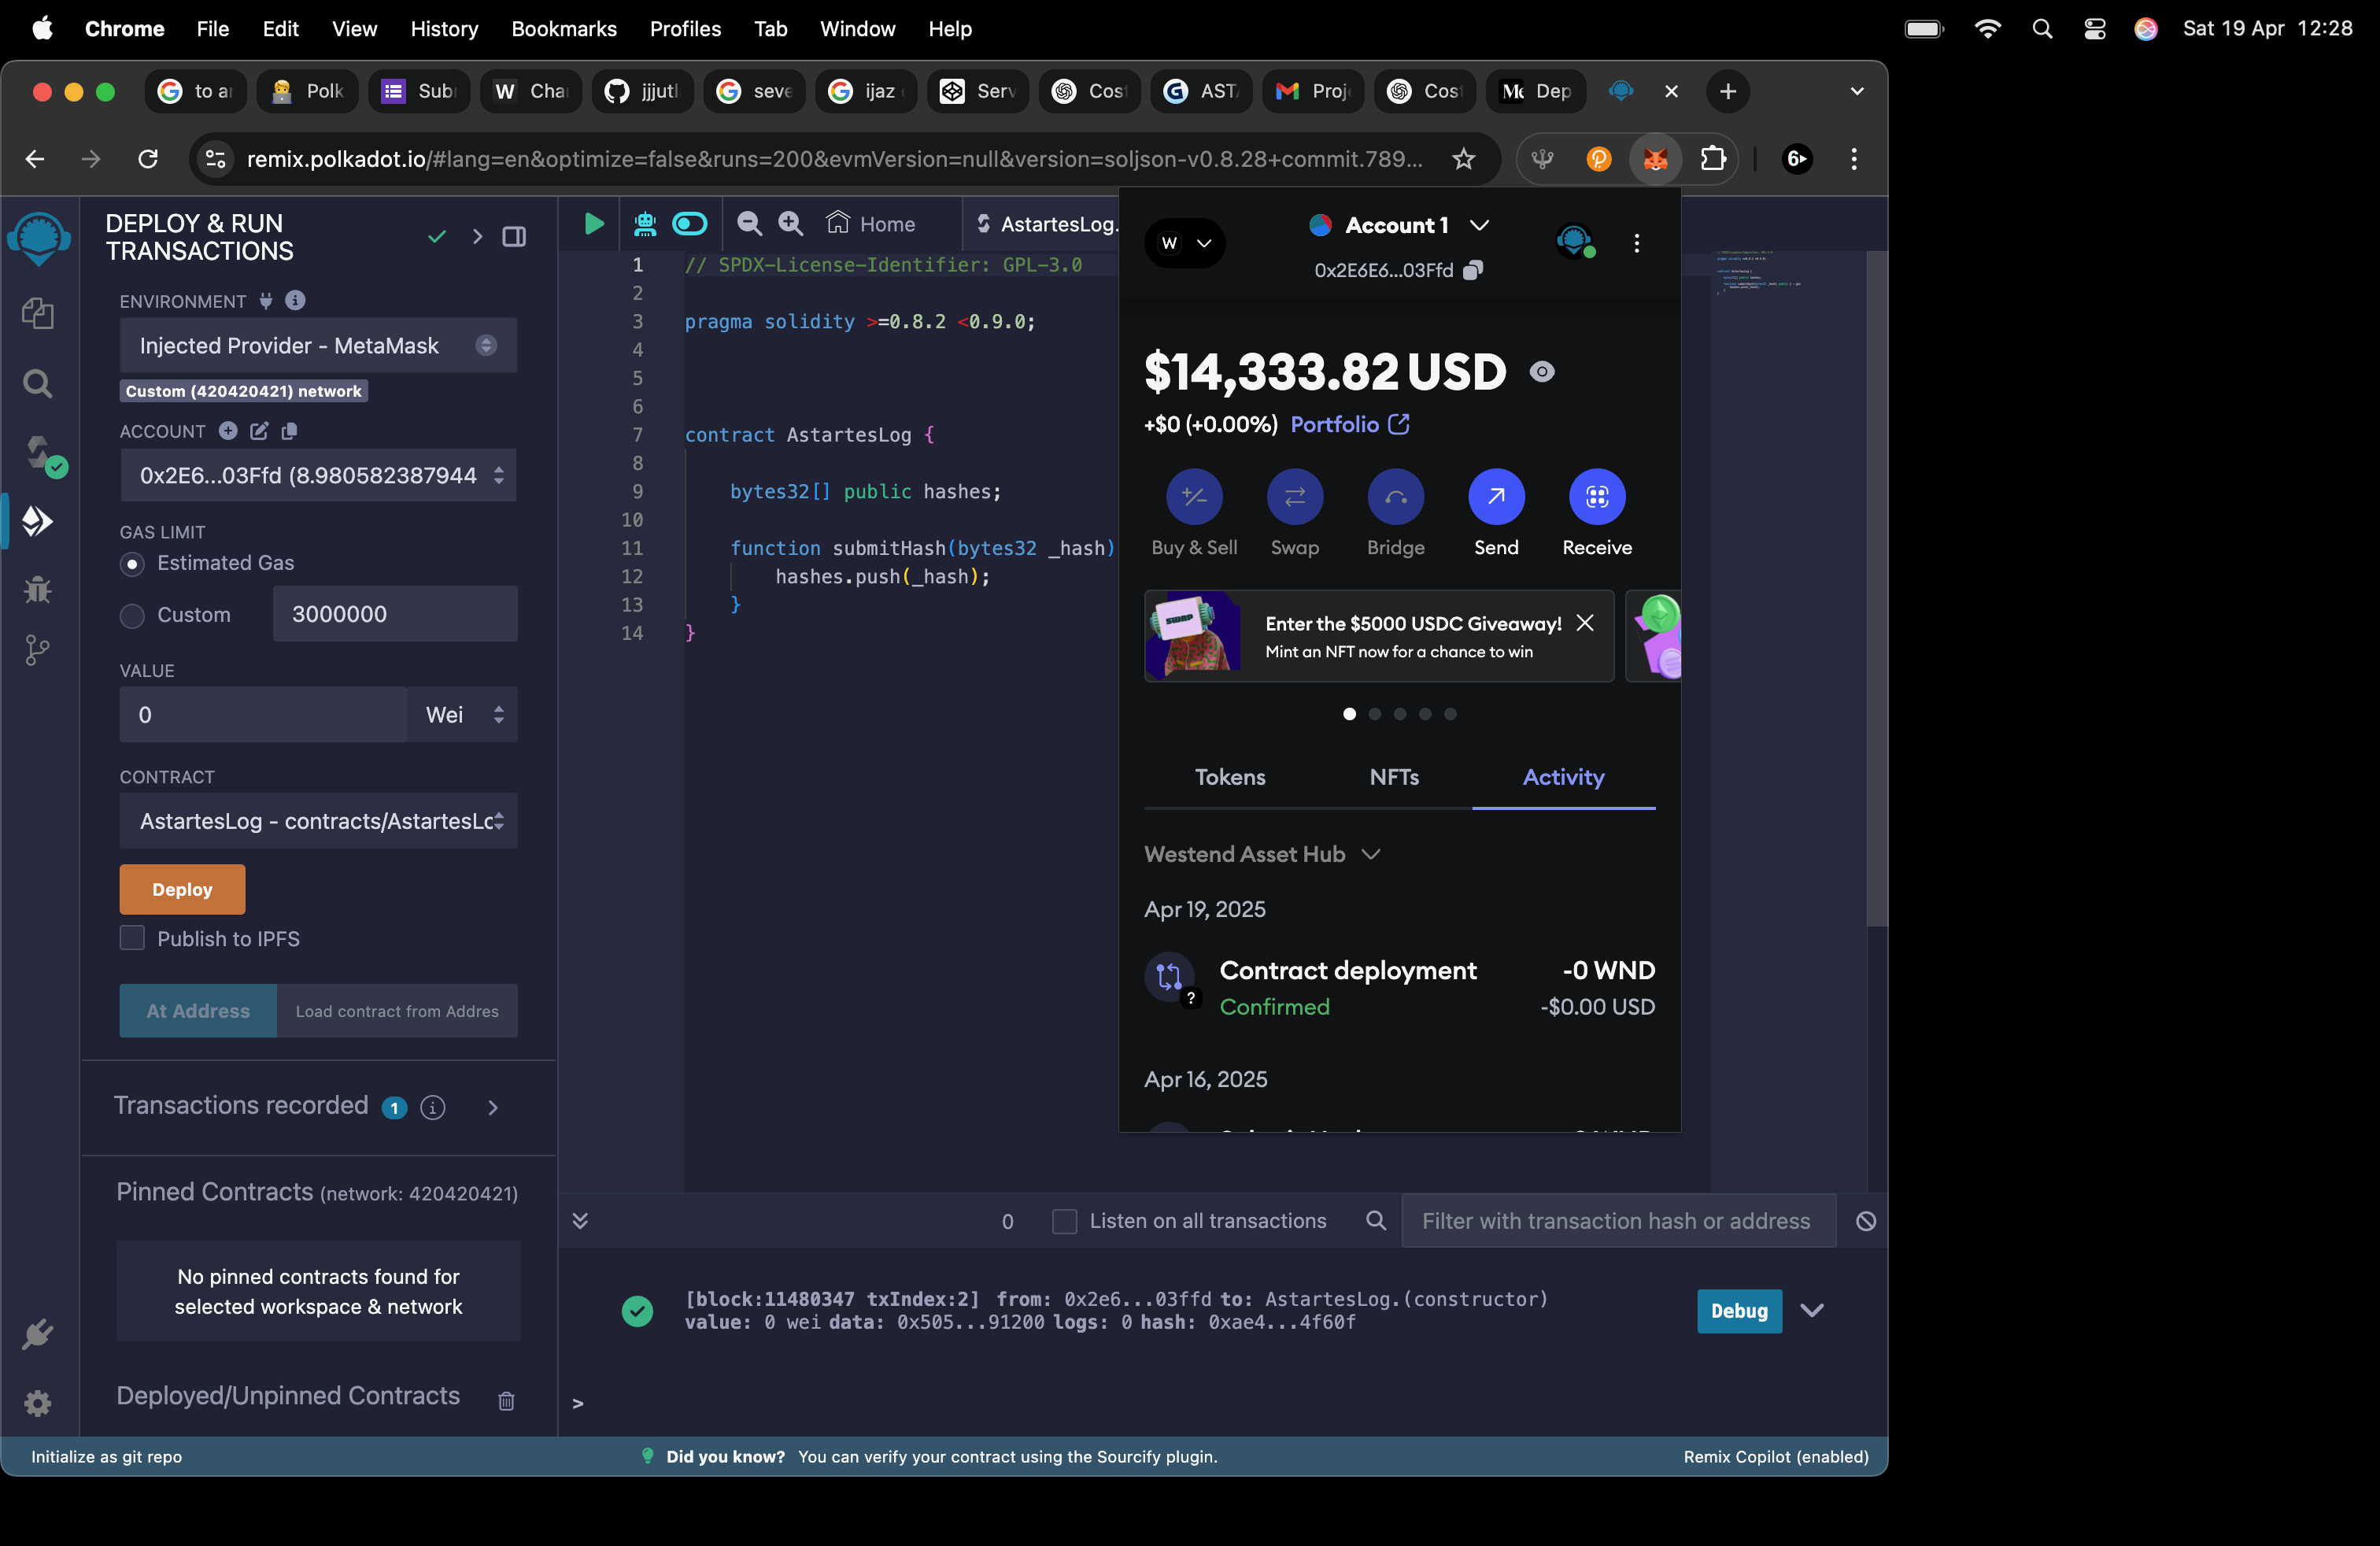 Chrome File Edit View History Bookmarks Profiles Tab Window Help Sat 19 Apr 12:28
to ar Polk Subr W Cha jjjutl seve ijaz Serv Cost AST Proj Cost Dep
remix.polkadot.io/#lang=en&optimize=false&runs=200&evmVersion=null&version=soljson-v0.8.28+commit.789...
DEPLOY & RUN
TRANSACTIONS
ENVIRONMENT
Injected Provider - MetaMask
Custom (420420421) network
ACCOUNT
0x2E6...03Ffd (8.980582387944
GAS LIMIT
Estimated Gas
Custom 3000000
VALUE
0 Wei
CONTRACT
AstartesLog - contracts/AstartesLo
Deploy
Publish to IPFS
At Address Load contract from Addres
Transactions recorded 1
Pinned Contracts (network: 420420421)
No pinned contracts found for
selected workspace & network
Deployed/Unpinned Contracts
Home AstartesLog.
1 // SPDX-License-Identifier: GPL-3.0
2
3 pragma solidity >=0.8.2 <0.9.0;
4
5
6
7 contract AstartesLog {
8
9 bytes32[] public hashes;
10
11 function submitHash(bytes32 _hash)
12 hashes.push(_hash);
13 }
14 }
W Account 1
0x2E6E6...03Ffd
$14,333.82 USD
+$0 (+0.00%) Portfolio
Buy & Sell Swap Bridge Send Receive
SWAP
Enter the $5000 USDC Giveaway!
Mint an NFT now for a chance to win
Tokens NFTs Activity
Westend Asset Hub
Apr 19, 2025
Contract deployment -0 WND
? Confirmed -$0.00 USD
Apr 16, 2025
0 Listen on all transactions Filter with transaction hash or address
[block:11480347 txIndex:2] from: 0x2e6...03ffd to: AstartesLog.(constructor)
value: 0 wei data: 0x505...91200 logs: 0 hash: 0xae4...4f60f
Debug
>
Initialize as git repo Did you know? You can verify your contract using the Sourcify plugin. Remix Copilot (enabled)